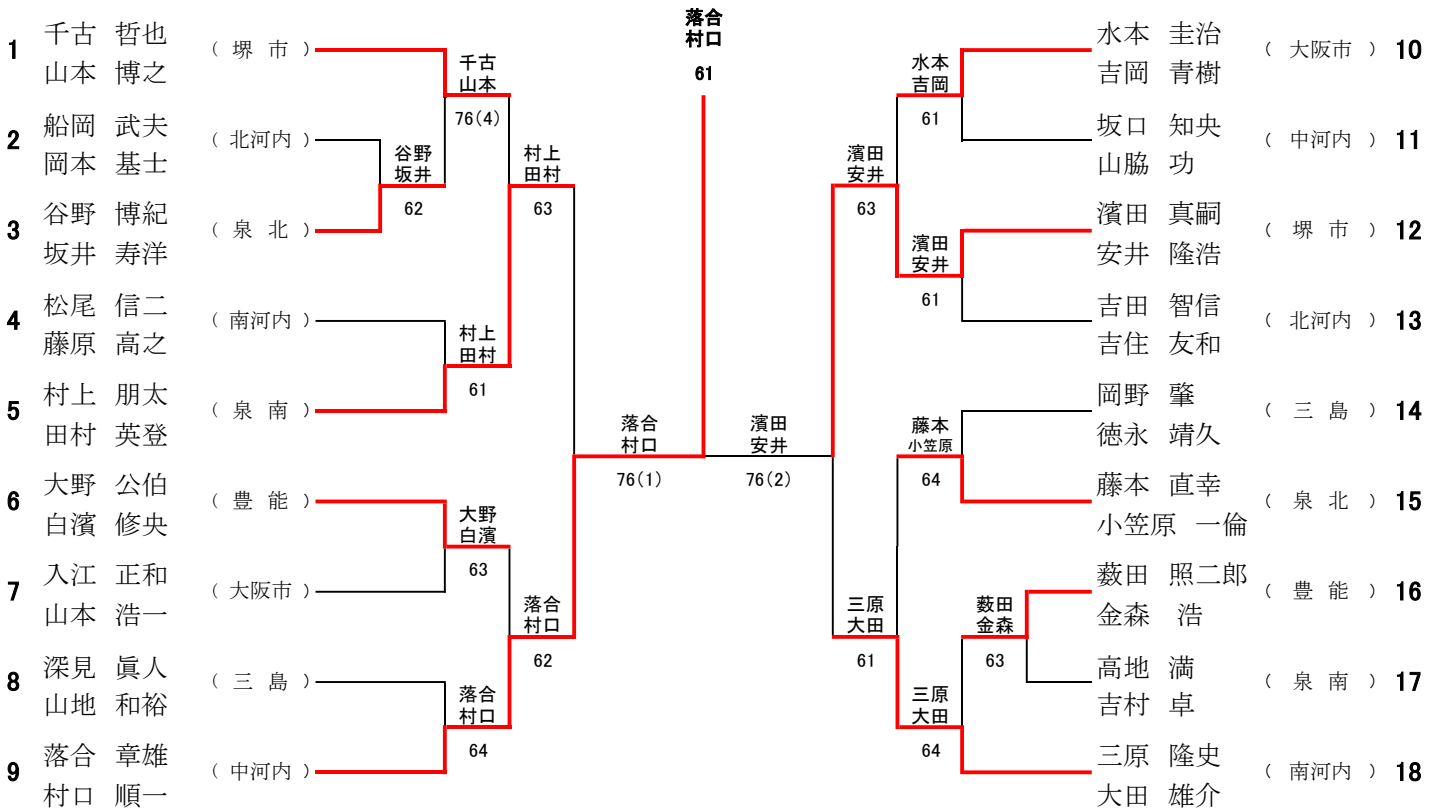 落合
村口
61
1 千古 哲也
山本 博之
( 堺 市 )
2 船岡 武夫
岡本 基士
( 北河内 )
3 谷野 博紀
坂井 寿洋
( 泉 北 )
4 松尾 信二
藤原 高之
( 南河内 )
5 村上 朋太
田村 英登
( 泉 南 )
6 大野 公伯
白濱 修央
( 豊 能 )
7 入江 正和
山本 浩一
( 大阪市 )
8 深見 眞人
山地 和裕
( 三 島 )
9 落合 章雄
村口 順一
( 中河内 )
千古
山本
76(4)
谷野
坂井
62
村上
田村
63
村上
田村
61
大野
白濱
63
落合
村口
62
落合
村口
64
落合
村口
76(1)
濱田
安井
76(2)
水本
吉岡
61
濱田
安井
63
濱田
安井
61
藤本
小笠原
64
三原
大田
61
藪田
金森
63
三原
大田
64
水本 圭治
吉岡 青樹
( 大阪市 ) 10
坂口 知央
山脇 功
( 中河内 ) 11
濱田 真嗣
安井 隆浩
( 堺 市 ) 12
吉田 智信
吉住 友和
( 北河内 ) 13
岡野 肇
徳永 靖久
( 三 島 ) 14
藤本 直幸
小笠原 一倫
( 泉 北 ) 15
薮田 照二郎
金森 浩
( 豊 能 ) 16
高地 満
吉村 卓
( 泉 南 ) 17
三原 隆史
大田 雄介
( 南河内 ) 18